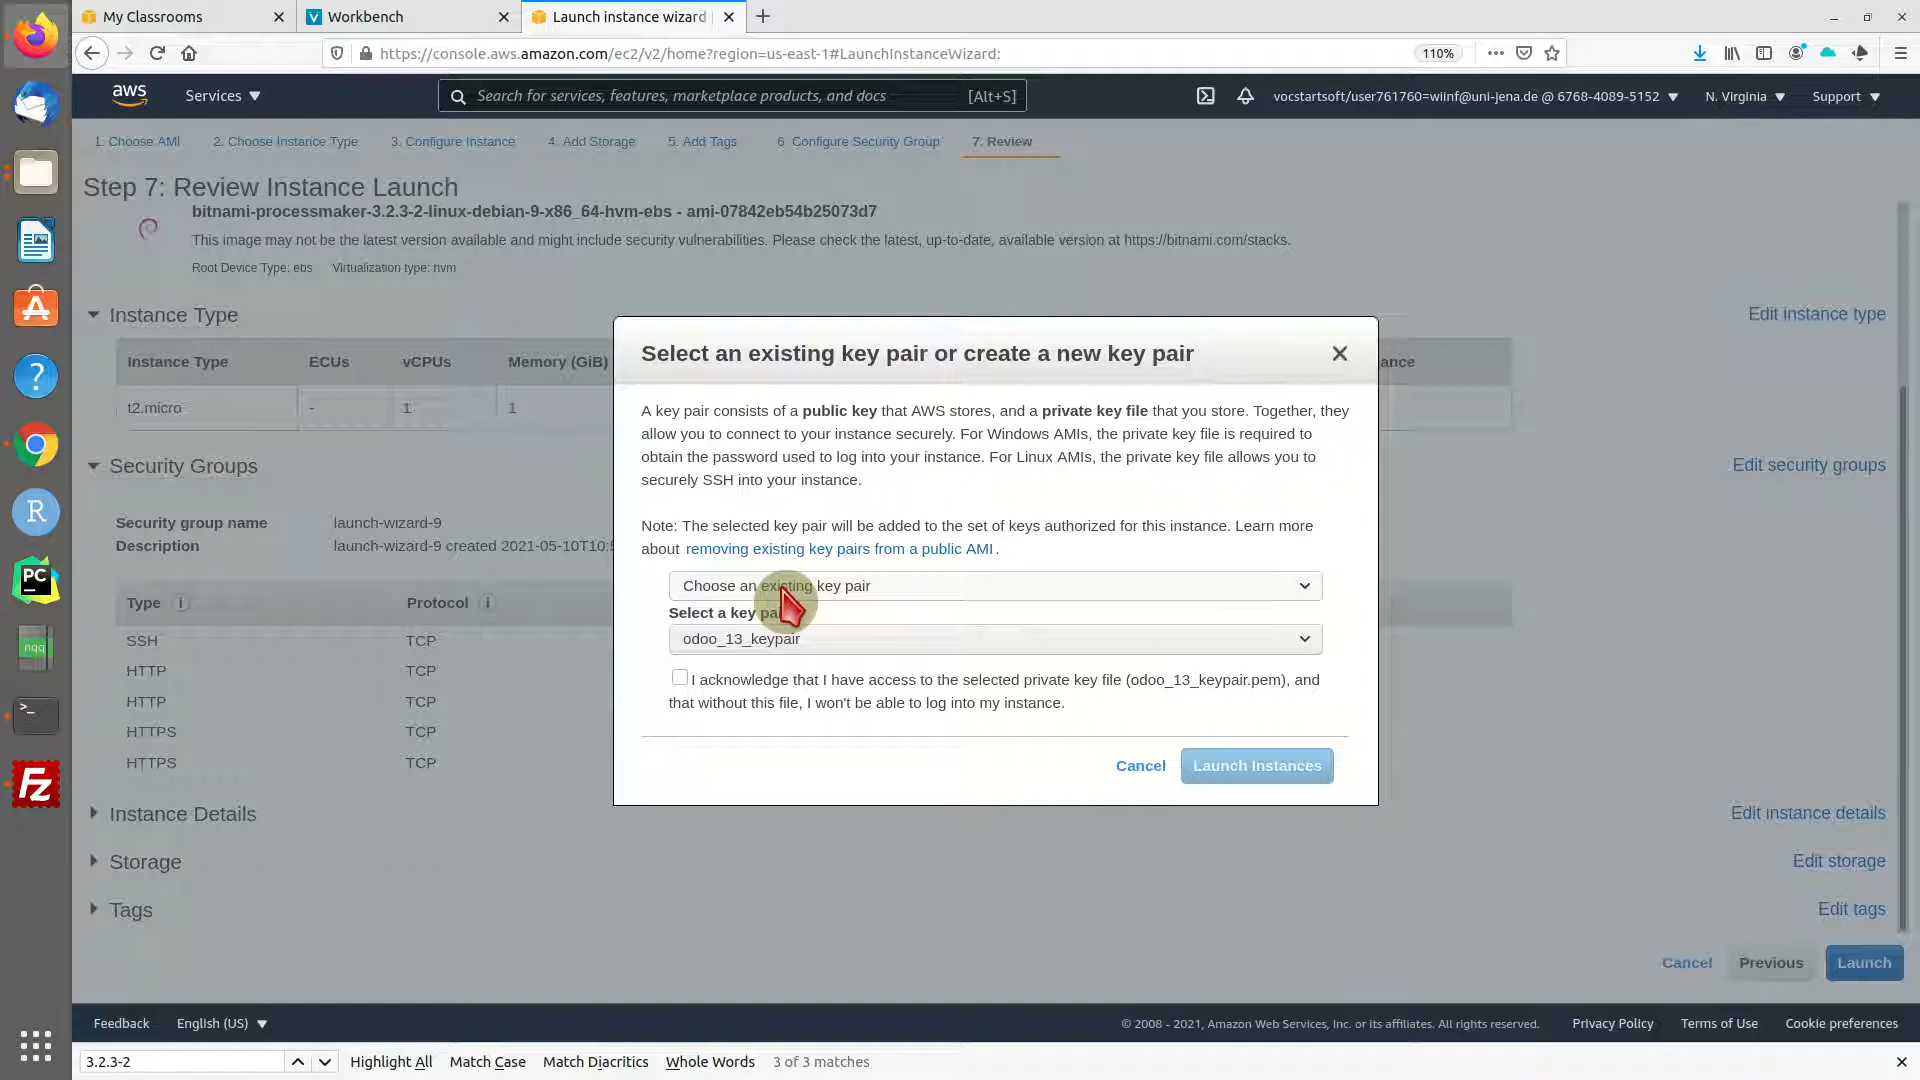 My Classrooms
Workbench
Launch instance wizard
https://console.aws.amazon.com/ec2/v2/home?region=us-east-1#LaunchInstanceWizard:
110%
aws
Services
Search for services, features, marketplace products, and docs
[Alt+S]
vocstartsoft/user761760=wiinf@uni-jena.de @ 6768-4089-5152
N. Virginia
Support
1. Choose AMI
2. Choose Instance Type
3. Configure Instance
4. Add Storage
5. Add Tags
6. Configure Security Group
7. Review
Step 7: Review Instance Launch
bitnami-processmaker-3.2.3-2-linux-debian-9-x86_64-hvm-ebs - ami-07842eb54b25073d7
This image may not be the latest version available and might include security vulnerabilities. Please check the latest, up-to-date, available version at https://bitnami.com/stacks.
Root Device Type: ebs Virtualization type: hvm
Instance Type
Edit instance type
Instance Type
ECUs
vCPUs
Memory (GiB)
ance
t2.micro
-
1
1
Security Groups
Edit security groups
Security group name
launch-wizard-9
Description
launch-wizard-9 created 2021-05-10T10:5
Type
Protocol
SSH
TCP
HTTP
TCP
HTTP
TCP
HTTPS
TCP
HTTPS
TCP
Instance Details
Edit instance details
Storage
Edit storage
Tags
Edit tags
Cancel
Previous
Launch
Select an existing key pair or create a new key pair
A key pair consists of a public key that AWS stores, and a private key file that you store. Together, they
allow you to connect to your instance securely. For Windows AMIs, the private key file is required to
obtain the password used to log into your instance. For Linux AMIs, the private key file allows you to
securely SSH into your instance.
Note: The selected key pair will be added to the set of keys authorized for this instance. Learn more
about removing existing key pairs from a public AMI .
Choose an existing key pair
Select a key pai
odoo_13_keypair
I acknowledge that I have access to the selected private key file (odoo_13_keypair.pem), and
that without this file, I won't be able to log into my instance.
Cancel
Launch Instances
Feedback
English (US)
© 2008 - 2021, Amazon Web Services, Inc. or its affiliates. All rights reserved.
Privacy Policy
Terms of Use
Cookie preferences
3.2.3-2
Highlight All
Match Case
Match Diacritics
Whole Words
3 of 3 matches
R
PC
nqq
>_
FZ